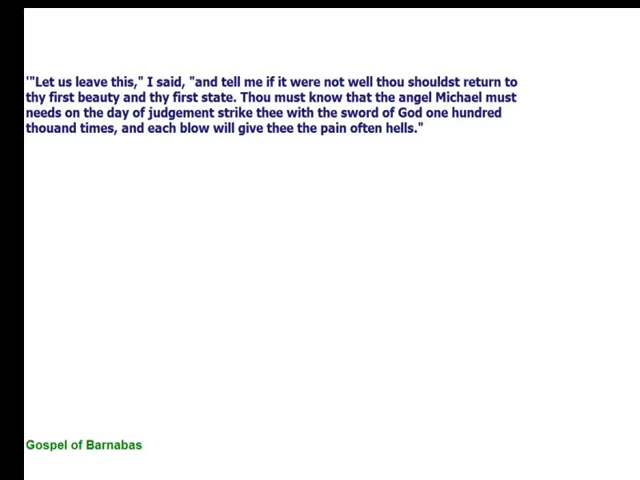 '"Let us leave this," I said, "and tell me if it were not well thou shouldst return to
thy first beauty and thy first state. Thou must know that the angel Michael must
needs on the day of judgement strike thee with the sword of God one hundred
thouand times, and each blow will give thee the pain often hells."
Gospel of Barnabas